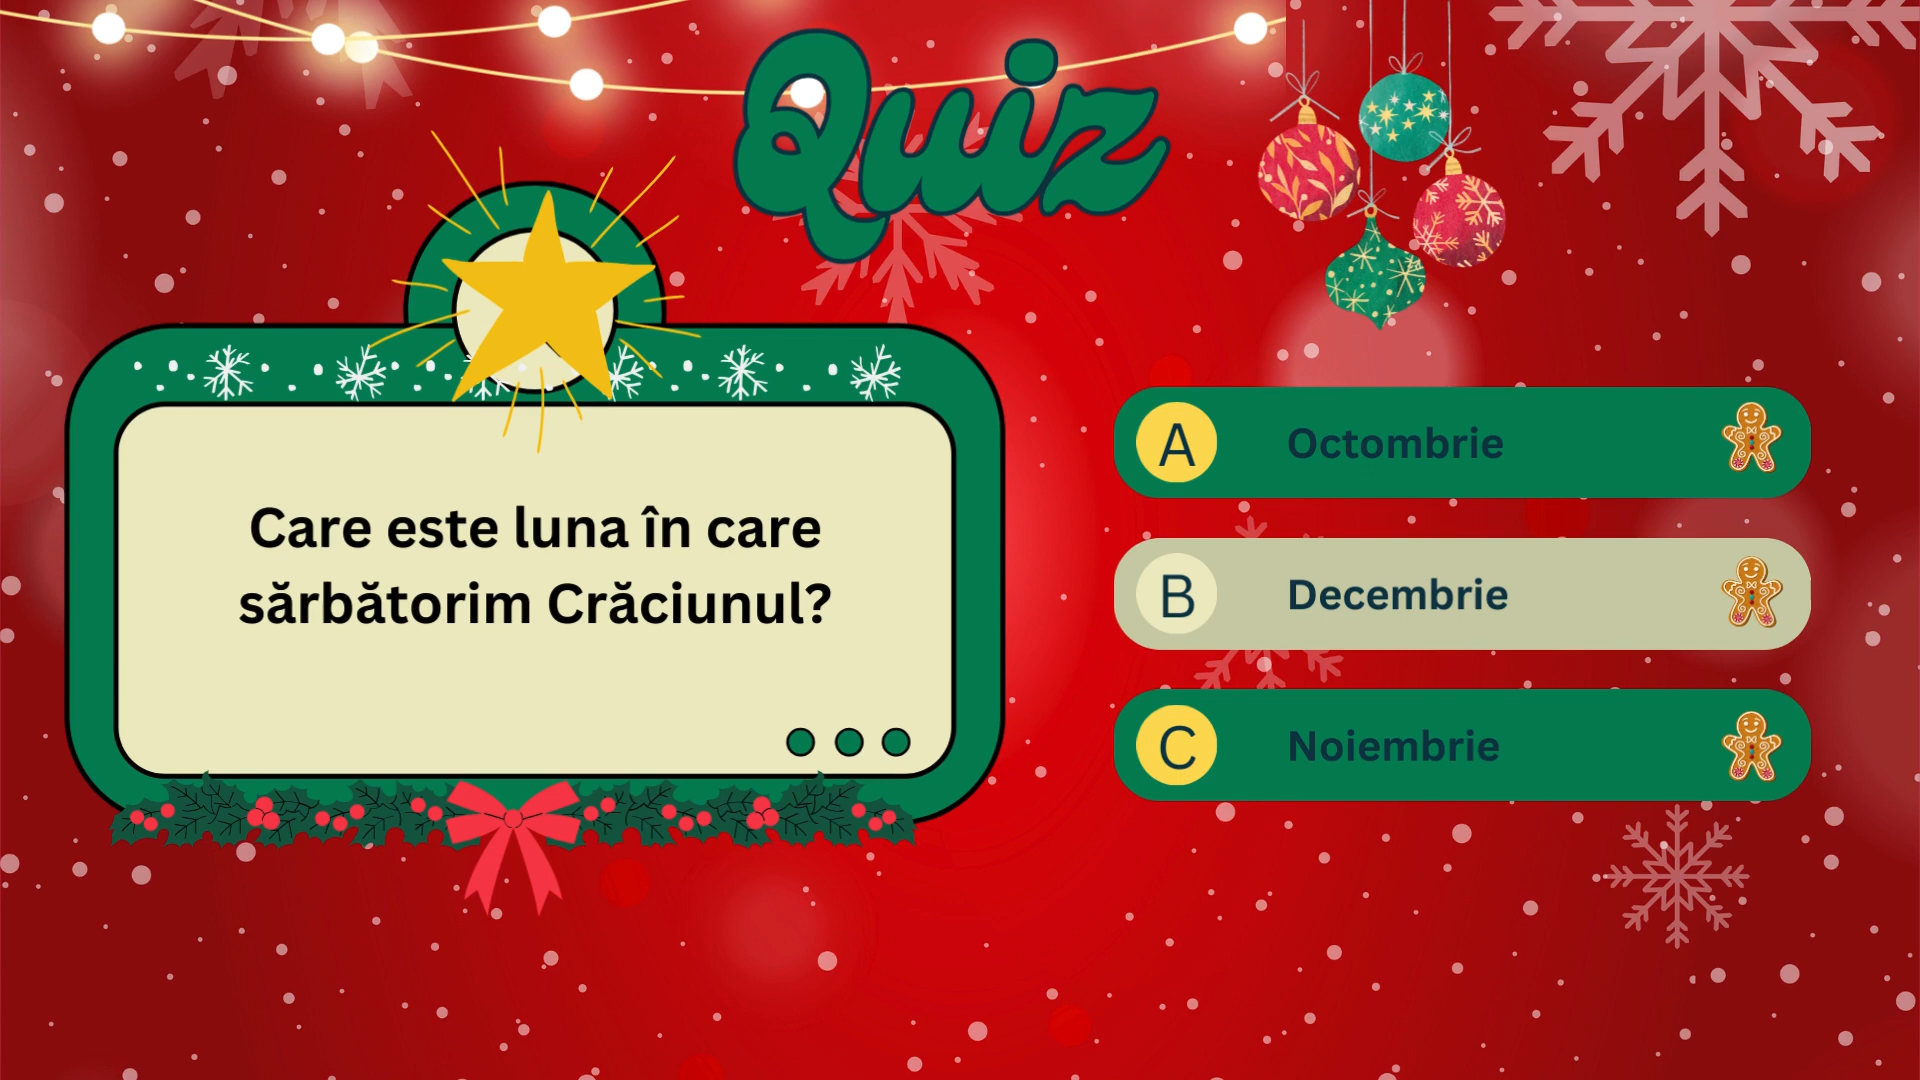 Quiz
Care este luna în care
sărbătorim Crăciunul?
A Octombrie
B Decembrie
C Noiembrie